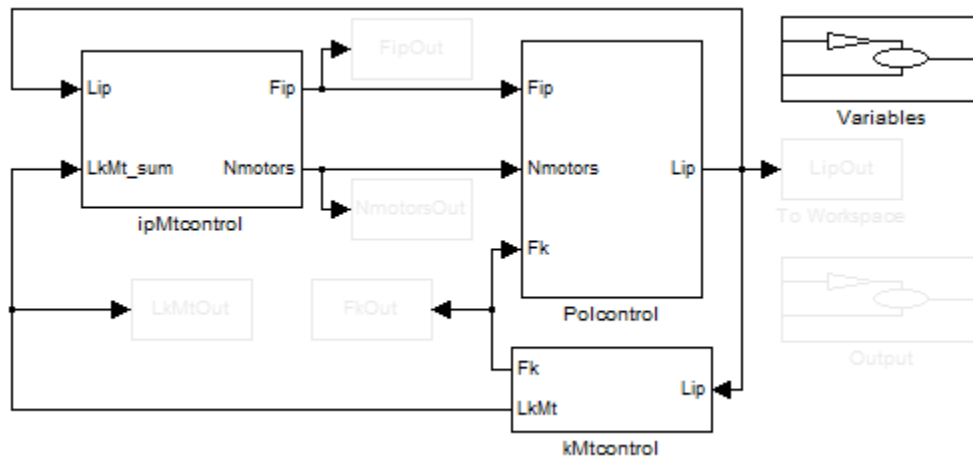 FipOut
Lip
Fip
Fip
Variables
LkMt_sum
Nmotors
Nmotors
Lip
LipOut
NmotorsOut
To Workspace
ipMtcontrol
Fk
LkMtOut
FkOut
Polcontrol
Output
Fk
Lip
LkMt
kMtcontrol